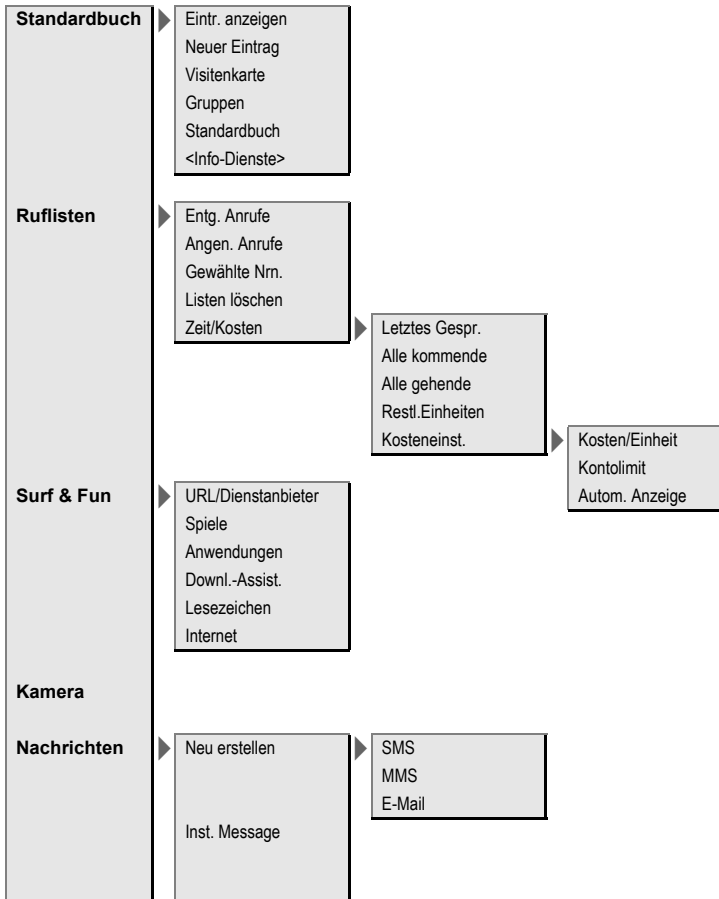 Standardbuch
Eintr. anzeigen
Neuer Eintrag
Visitenkarte
Gruppen
Standardbuch
<Info-Dienste>
Ruflisten
Entg. Anrufe
Angen. Anrufe
Gewählte Nrn.
Listen löschen
Zeit/Kosten
Letztes Gespr.
Alle kommende
Alle gehende
Restl.Einheiten
Kosteneinst.
Kosten/Einheit
Kontolimit
Autom. Anzeige
Surf & Fun
URL/Dienstanbieter
Spiele
Anwendungen
Downl.-Assist.
Lesezeichen
Internet
Kamera
Nachrichten
Neu erstellen
SMS
MMS
E-Mail
Inst. Message